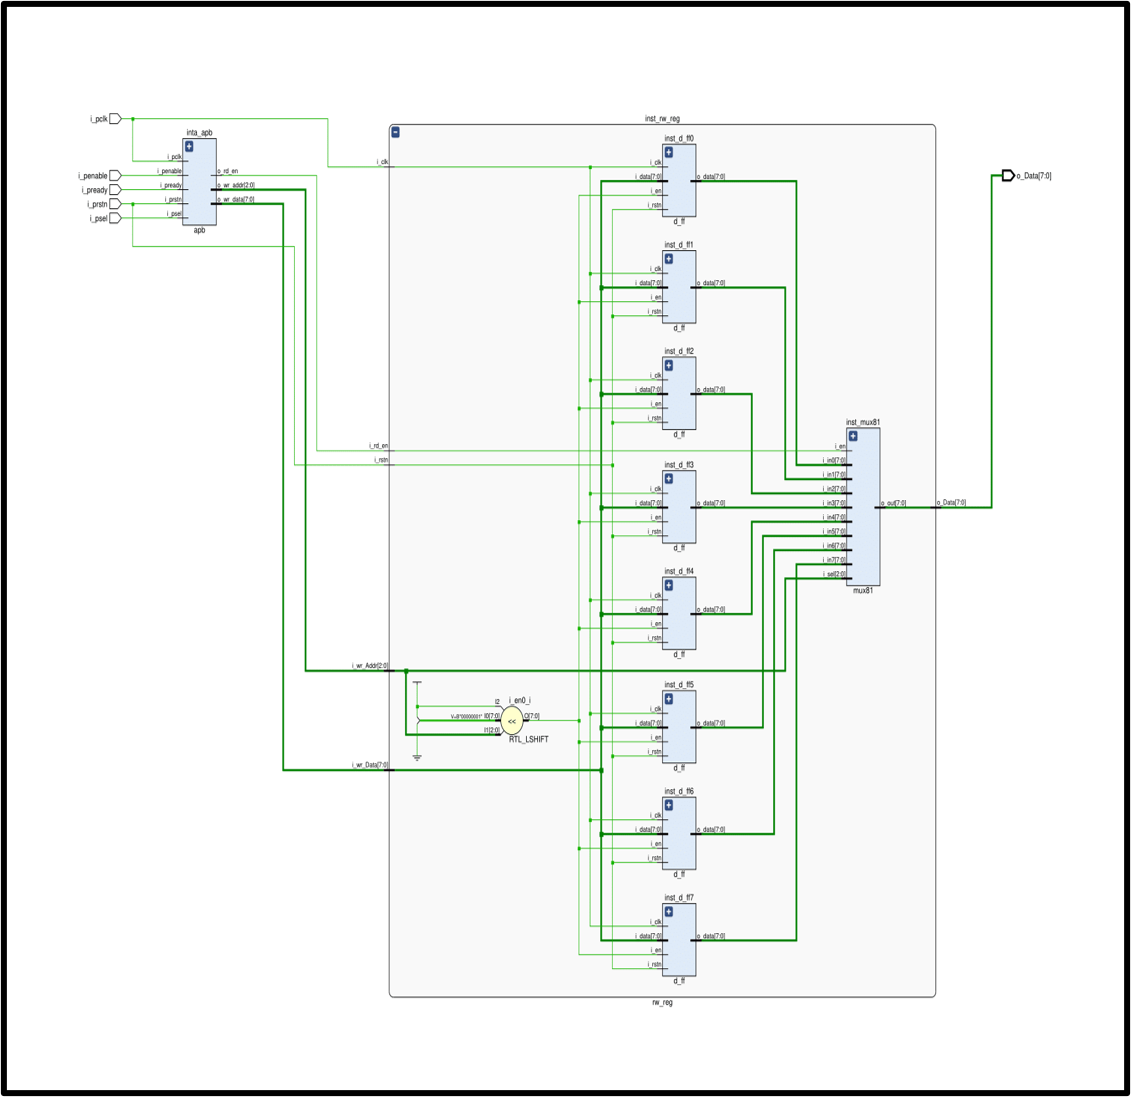 i_pclk
i_penable
i_pready
i_prstn
i_psel
inta_apb
i_pclk
i_penable
i_pready
i_prstn
i_psel
o_rd_en
o_wr_addr[2:0]
o_wr_data[7:0]
apb
inst_rw_reg
i_clk
i_rd_en
i_rstn
i_wr_Addr[2:0]
i_wr_Data[7:0]
i_en0_i
I2
V=B"00000001" I0[7:0]
I1[2:0]
<<
O[7:0]
RTL_LSHIFT
inst_d_ff0
i_clk
i_data[7:0]
i_en
i_rstn
o_data[7:0]
d_ff
inst_d_ff1
i_clk
i_data[7:0]
i_en
i_rstn
o_data[7:0]
d_ff
inst_d_ff2
i_clk
i_data[7:0]
i_en
i_rstn
o_data[7:0]
d_ff
inst_d_ff3
i_clk
i_data[7:0]
i_en
i_rstn
o_data[7:0]
d_ff
inst_d_ff4
i_clk
i_data[7:0]
i_en
i_rstn
o_data[7:0]
d_ff
inst_d_ff5
i_clk
i_data[7:0]
i_en
i_rstn
o_data[7:0]
d_ff
inst_d_ff6
i_clk
i_data[7:0]
i_en
i_rstn
o_data[7:0]
d_ff
inst_d_ff7
i_clk
i_data[7:0]
i_en
i_rstn
o_data[7:0]
d_ff
inst_mux81
i_en
i_in0[7:0]
i_in1[7:0]
i_in2[7:0]
i_in3[7:0]
i_in4[7:0]
i_in5[7:0]
i_in6[7:0]
i_in7[7:0]
i_sel[2:0]
o_out[7:0]
mux81
o_Data[7:0]
o_Data[7:0]
rw_reg